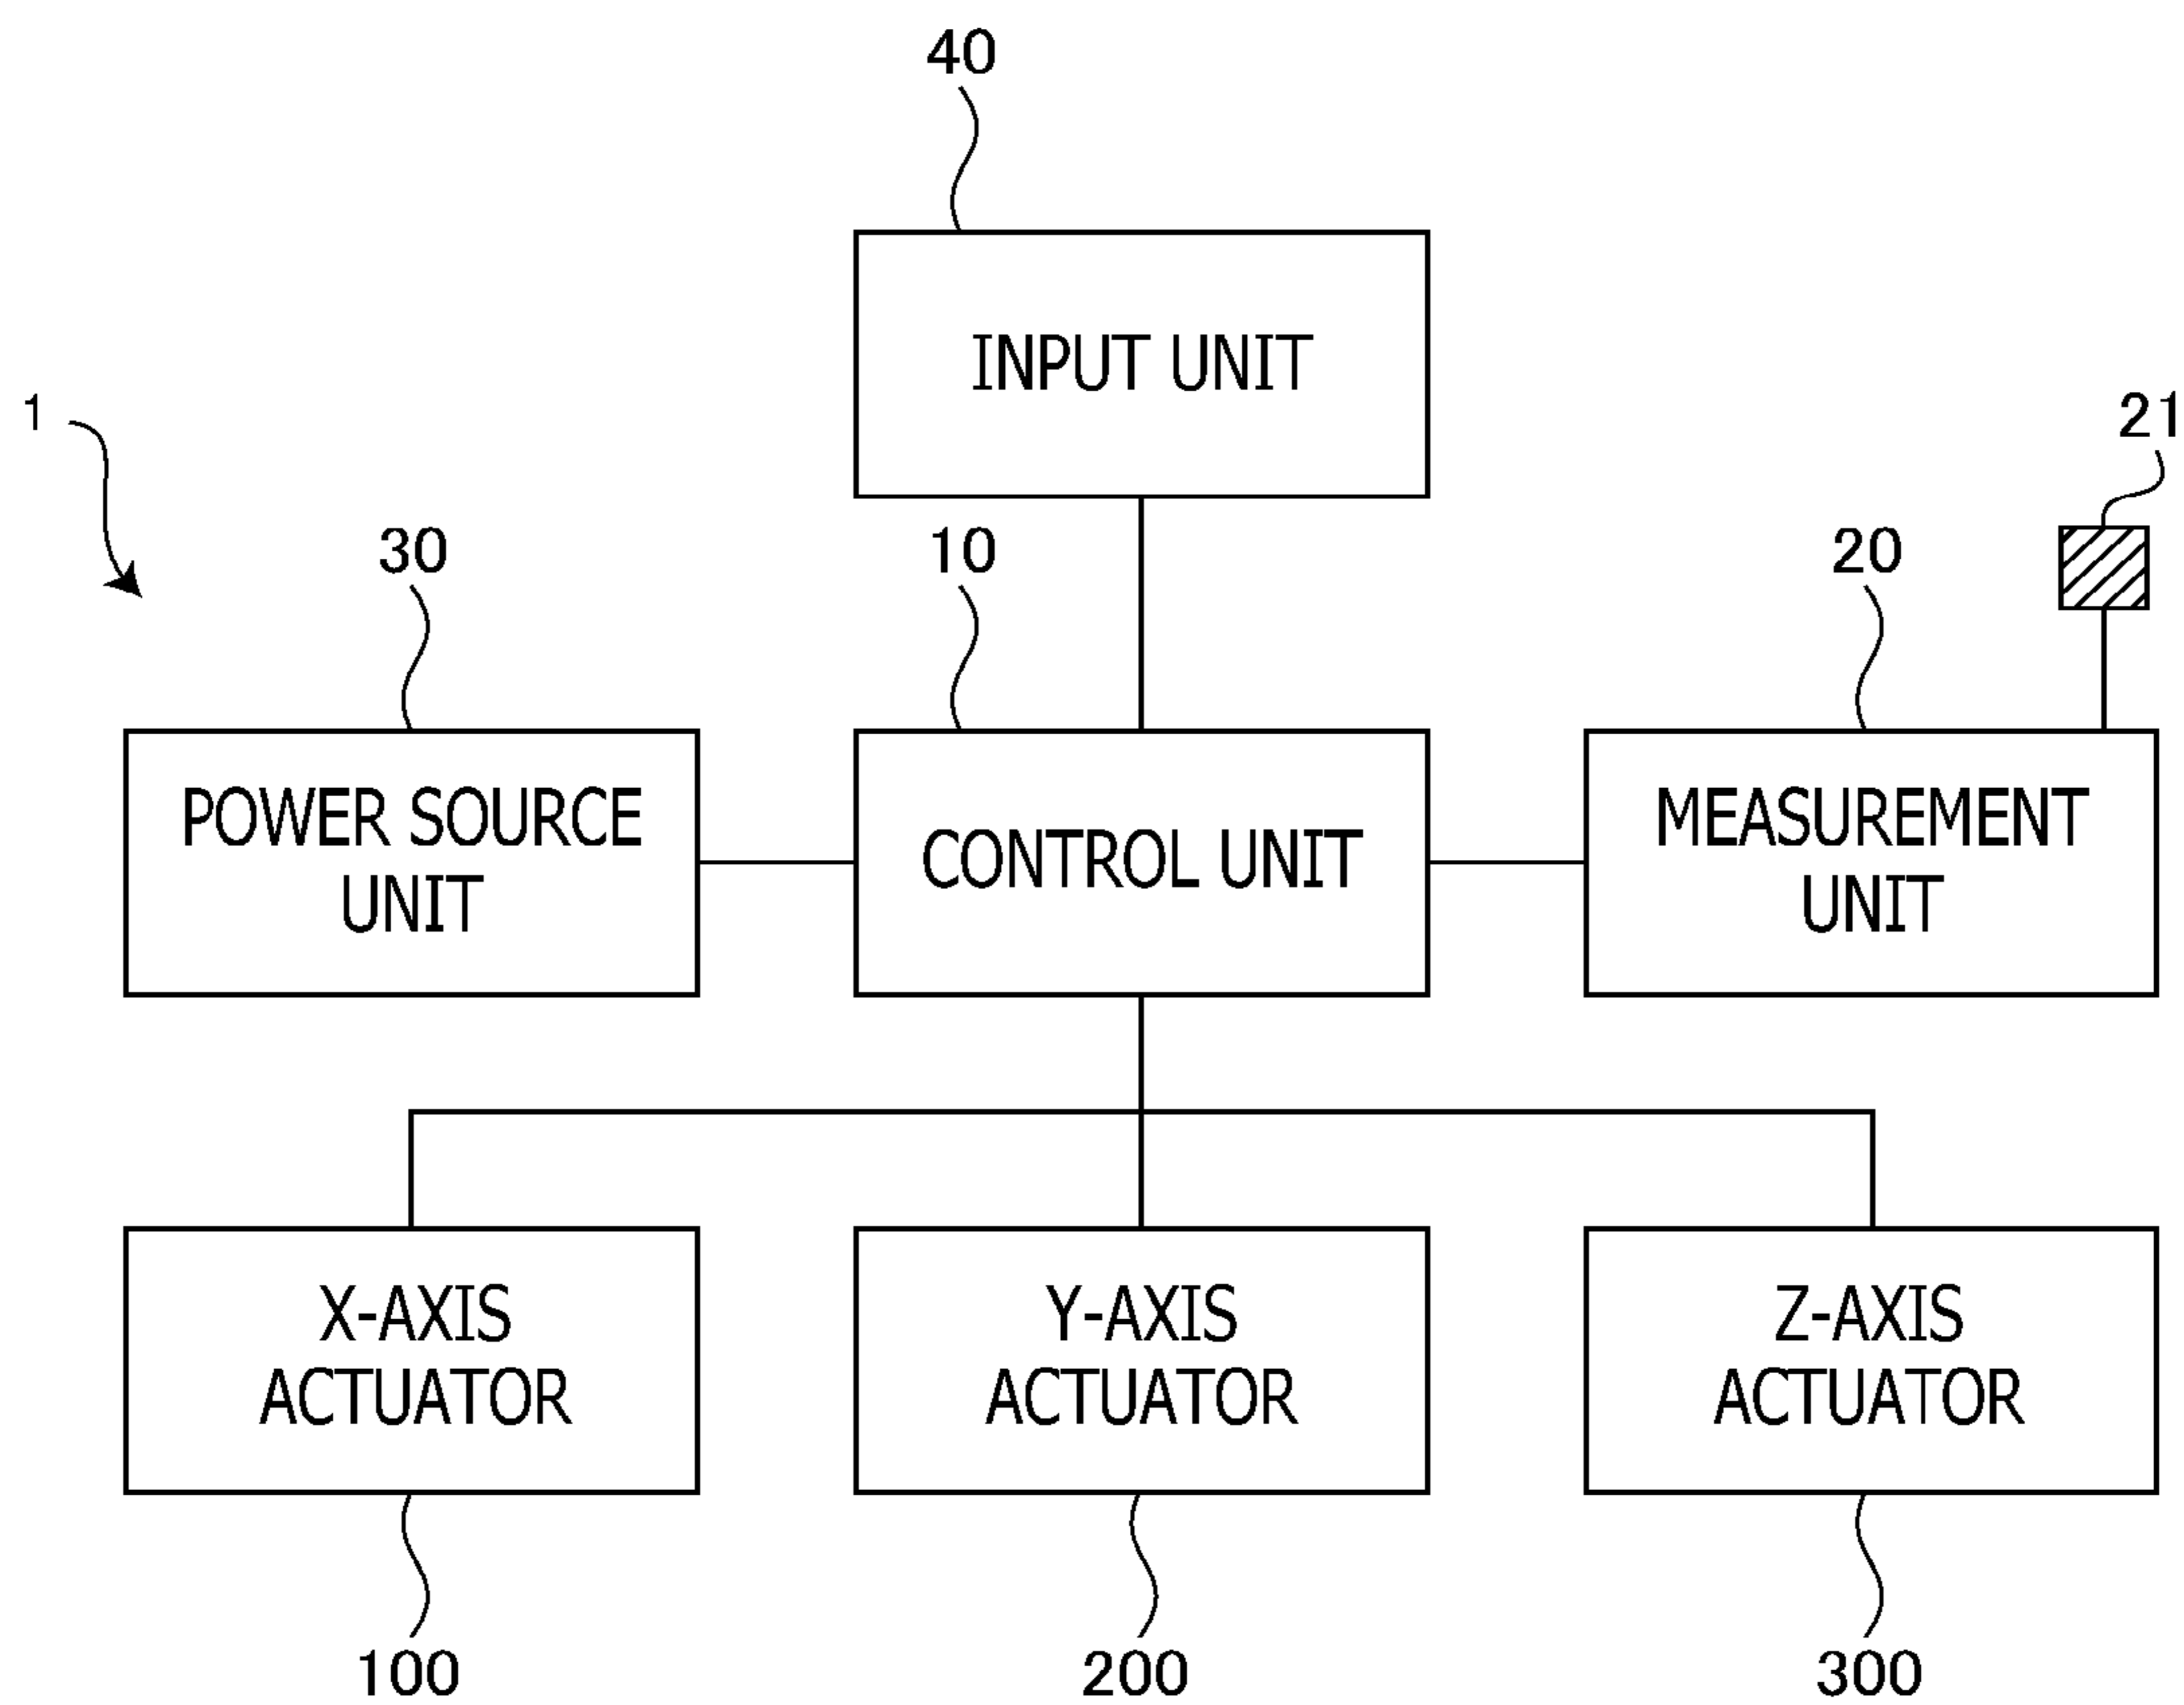 40
INPUT UNIT
1
21
30
10
20
POWER SOURCE
UNIT
CONTROL UNIT
MEASUREMENT
UNIT
X-AXIS
ACTUATOR
Y-AXIS
ACTUATOR
Z-AXIS
ACTUATOR
100
200
300